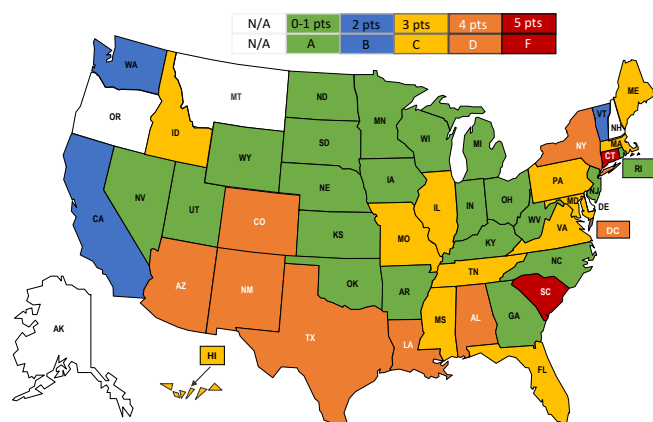 N/A 0-1 pts 2 pts 3 pts 4 pts 5 pts
N/A A B C D F
WA
ME
MT
ND
VT
NH
OR
MN
ID
WI
NY
MA
SD
MI
CT
RI
WY
PA
NJ
IA
NE
OH
MD
DE
NV
IL
IN
UT
WV
CA
CO
VA
DC
KS
MO
KY
NC
TN
OK
AZ
NM
AR
SC
MS
AL
GA
AK
TX
LA
HI
FL